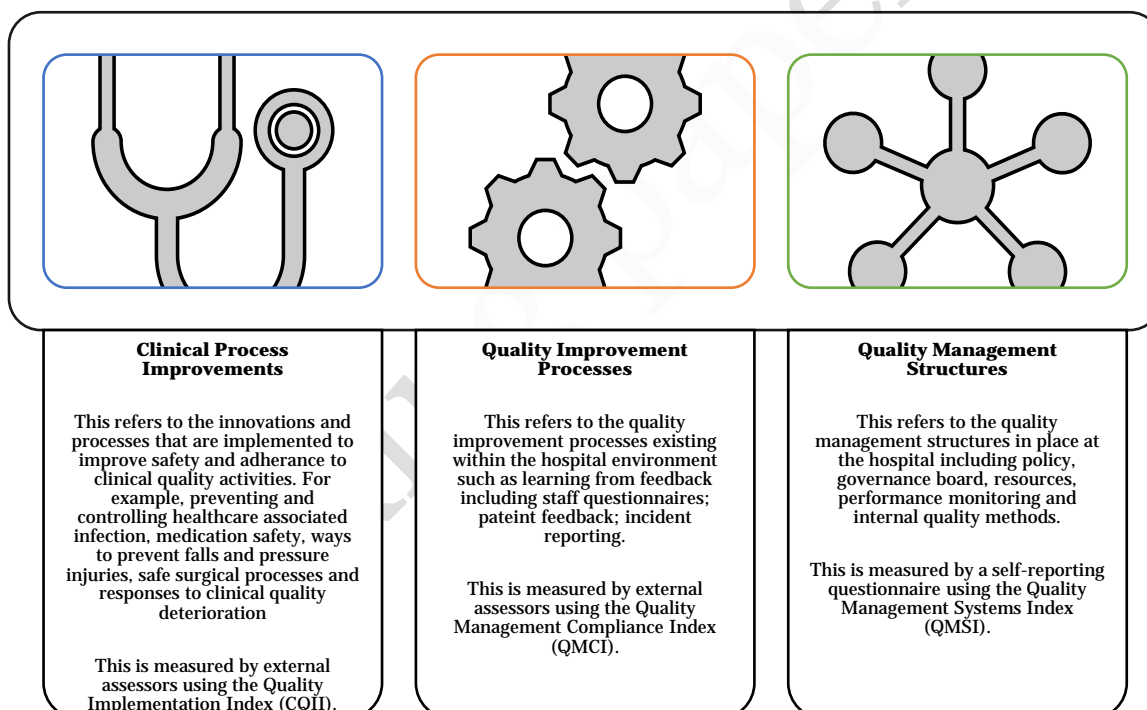 Clinical Process
Improvements
This refers to the innovations and
processes that are implemented to
improve safety and adherance to
clinical quality activities. For
example, preventing and
controlling healthcare associated
infection, medication safety, ways
to prevent falls and pressure
injuries, safe surgical processes and
responses to clinical quality
deterioration
This is measured by external
assessors using the Quality
Implementation Index (CQII).
Quality Improvement
Processes
This refers to the quality
improvement processes existing
within the hospital environment
such as learning from feedback
including staff questionnaires;
pateint feedback; incident
reporting.
This is measured by external
assessors using the Quality
Management Compliance Index
(QMCI).
Quality Management
Structures
This refers to the quality
management structures in place at
the hospital including policy,
governance board, resources,
performance monitoring and
internal quality methods.
This is measured by a self-reporting
questionnaire using the Quality
Management Systems Index
(QMSI).